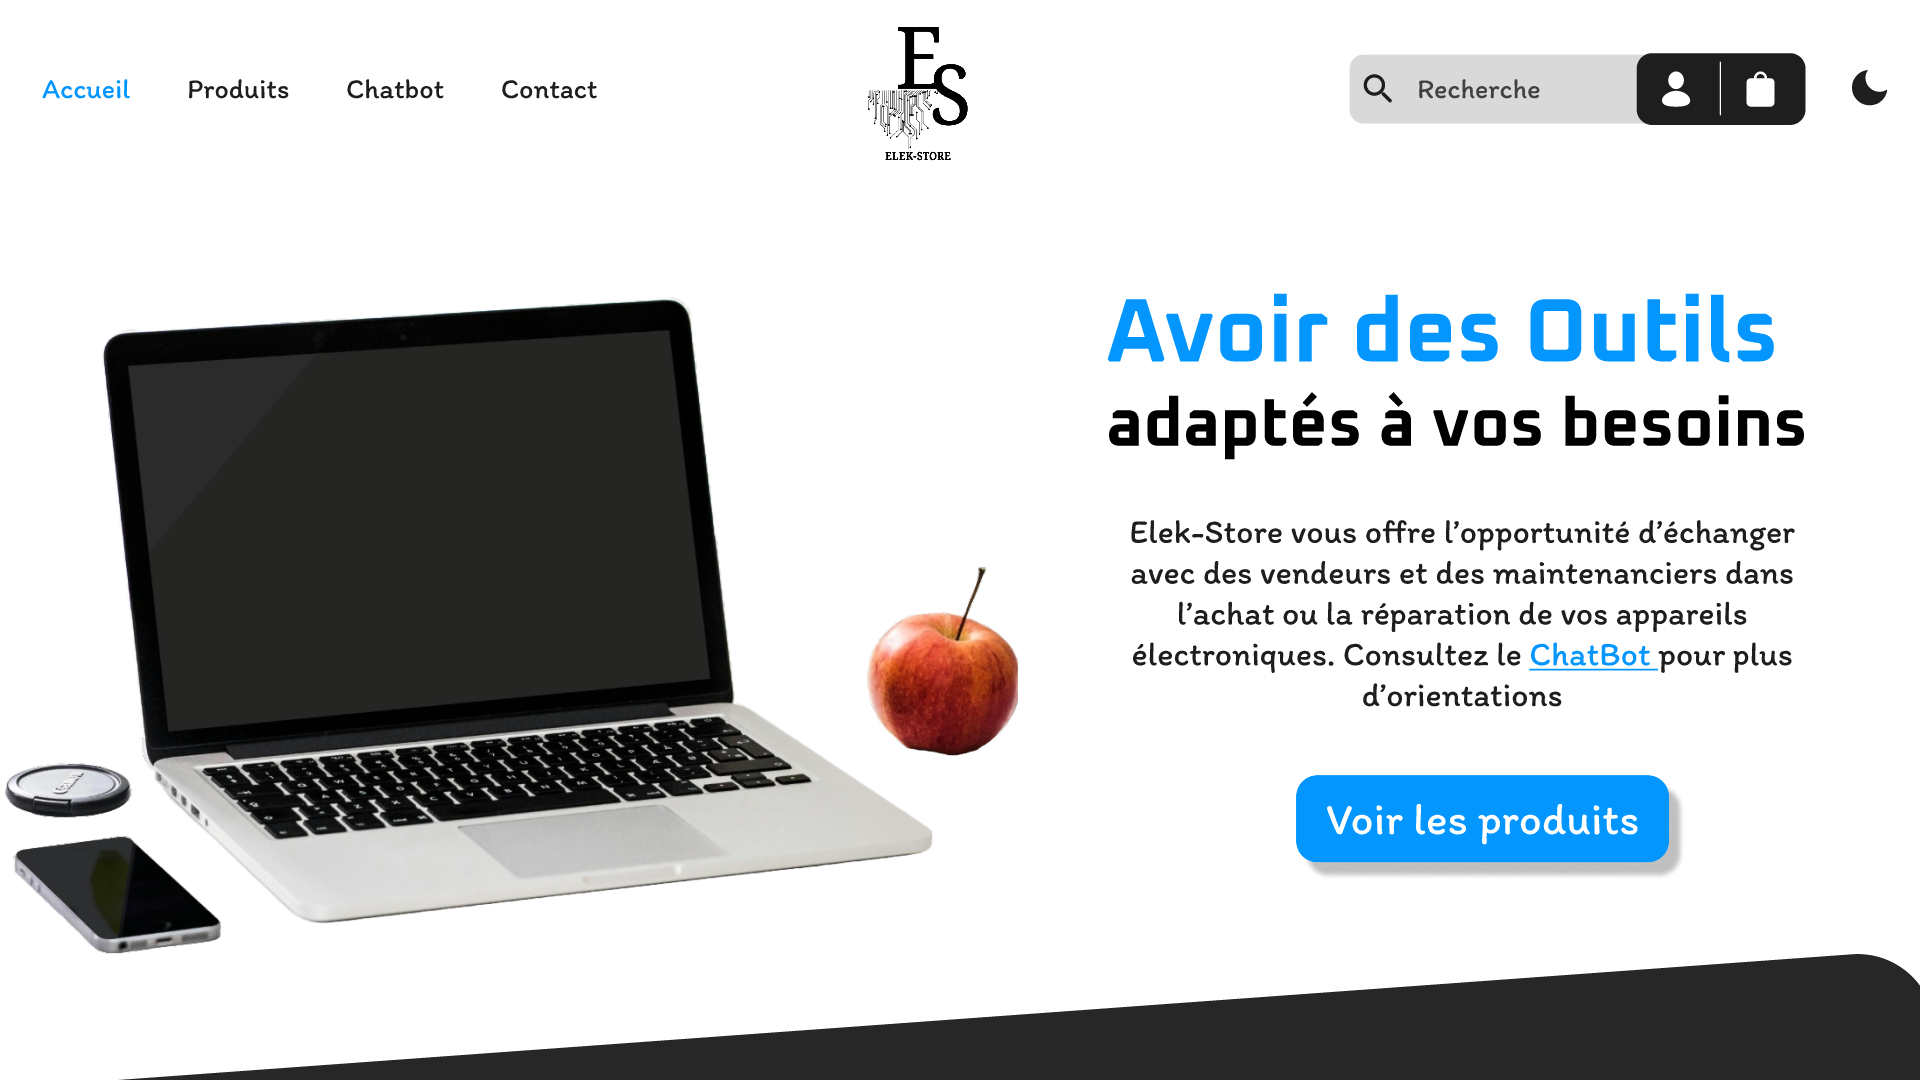 Accueil Produits Chatbot Contact
ES
ELEK-STORE
Recherche
Avoir des Outils
adaptés à vos besoins
Elek-Store vous offre l’opportunité d’échanger
avec des vendeurs et des maintenanciers dans
l’achat ou la réparation de vos appareils
électroniques. Consultez le ChatBot pour plus
d’orientations
Voir les produits